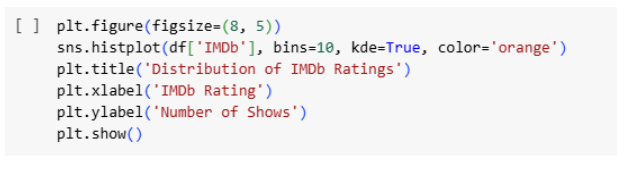 [ ] plt.figure(figsize=(8, 5))
sns.histplot(df['IMDb'], bins=10, kde=True, color='orange')
plt.title('Distribution of IMDb Ratings')
plt.xlabel('IMDb Rating')
plt.ylabel('Number of Shows')
plt.show()